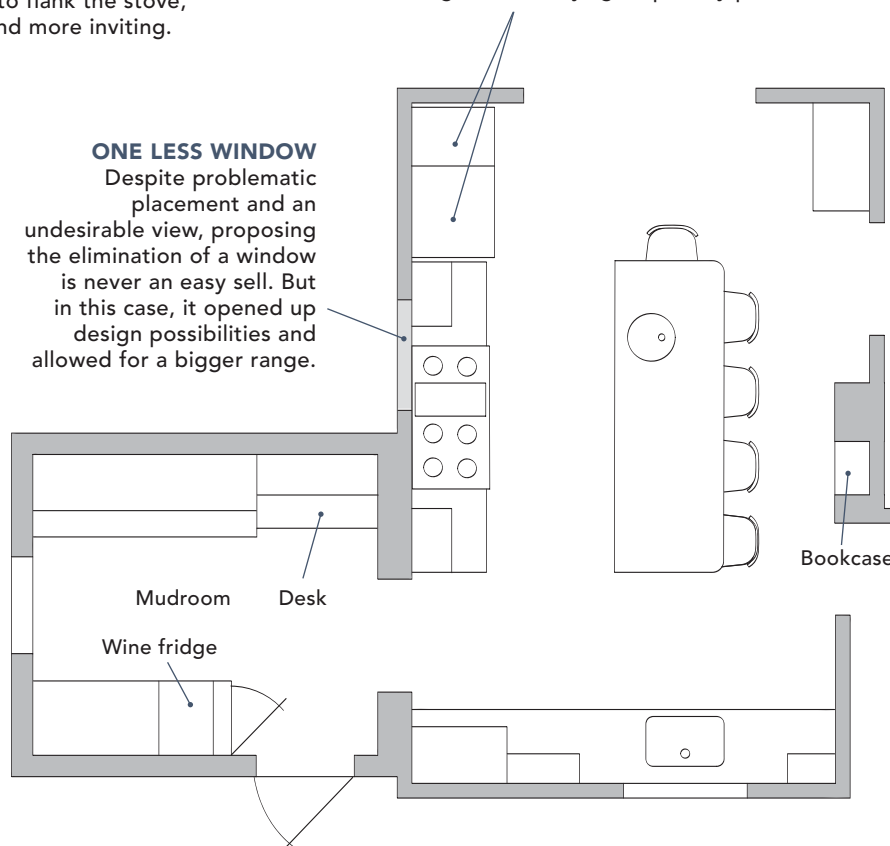 to flank the stove,
and more inviting.
ONE LESS WINDOW
Despite problematic
placement and an
undesirable view, proposing
the elimination of a window
is never an easy sell. But
in this case, it opened up
design possibilities and
allowed for a bigger range.
Mudroom
Desk
Wine fridge
Bookcase